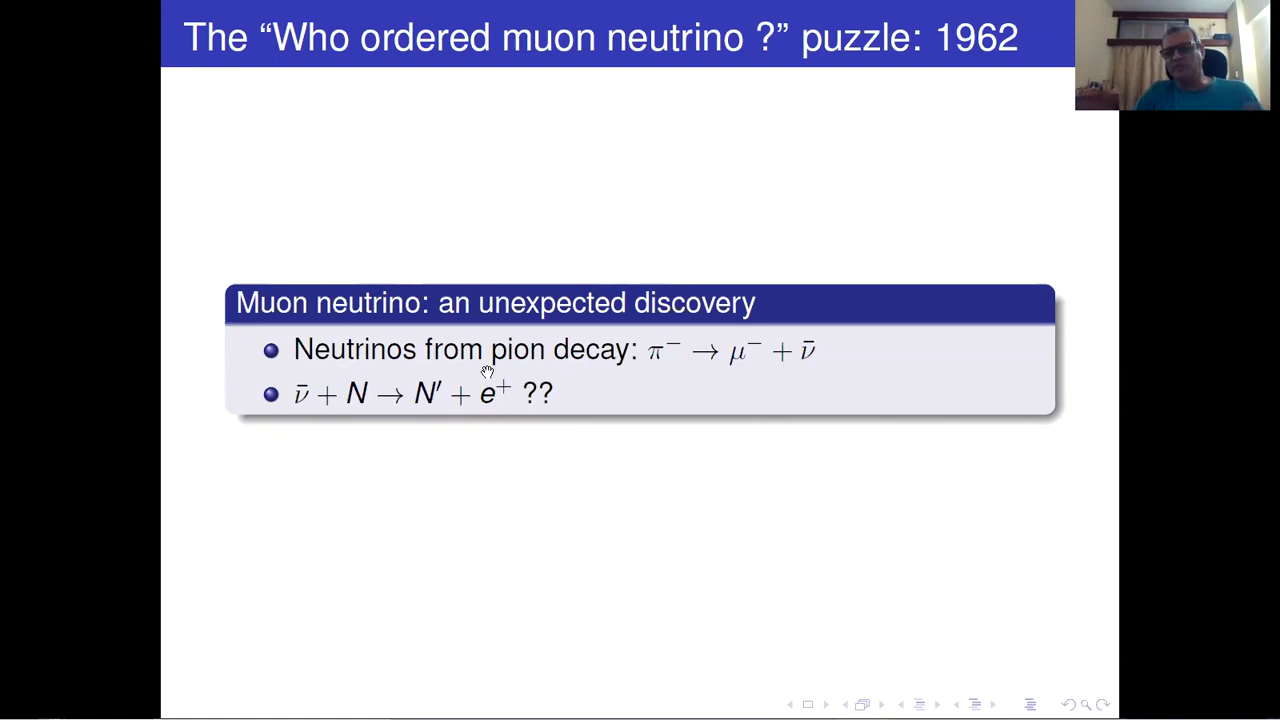 The “Who ordered muon neutrino ?” puzzle: 1962
Muon neutrino: an unexpected discovery
Neutrinos from pion decay: π⁻ → μ⁻ + ν̄
ν̄ + N → N′ + e⁺ ??